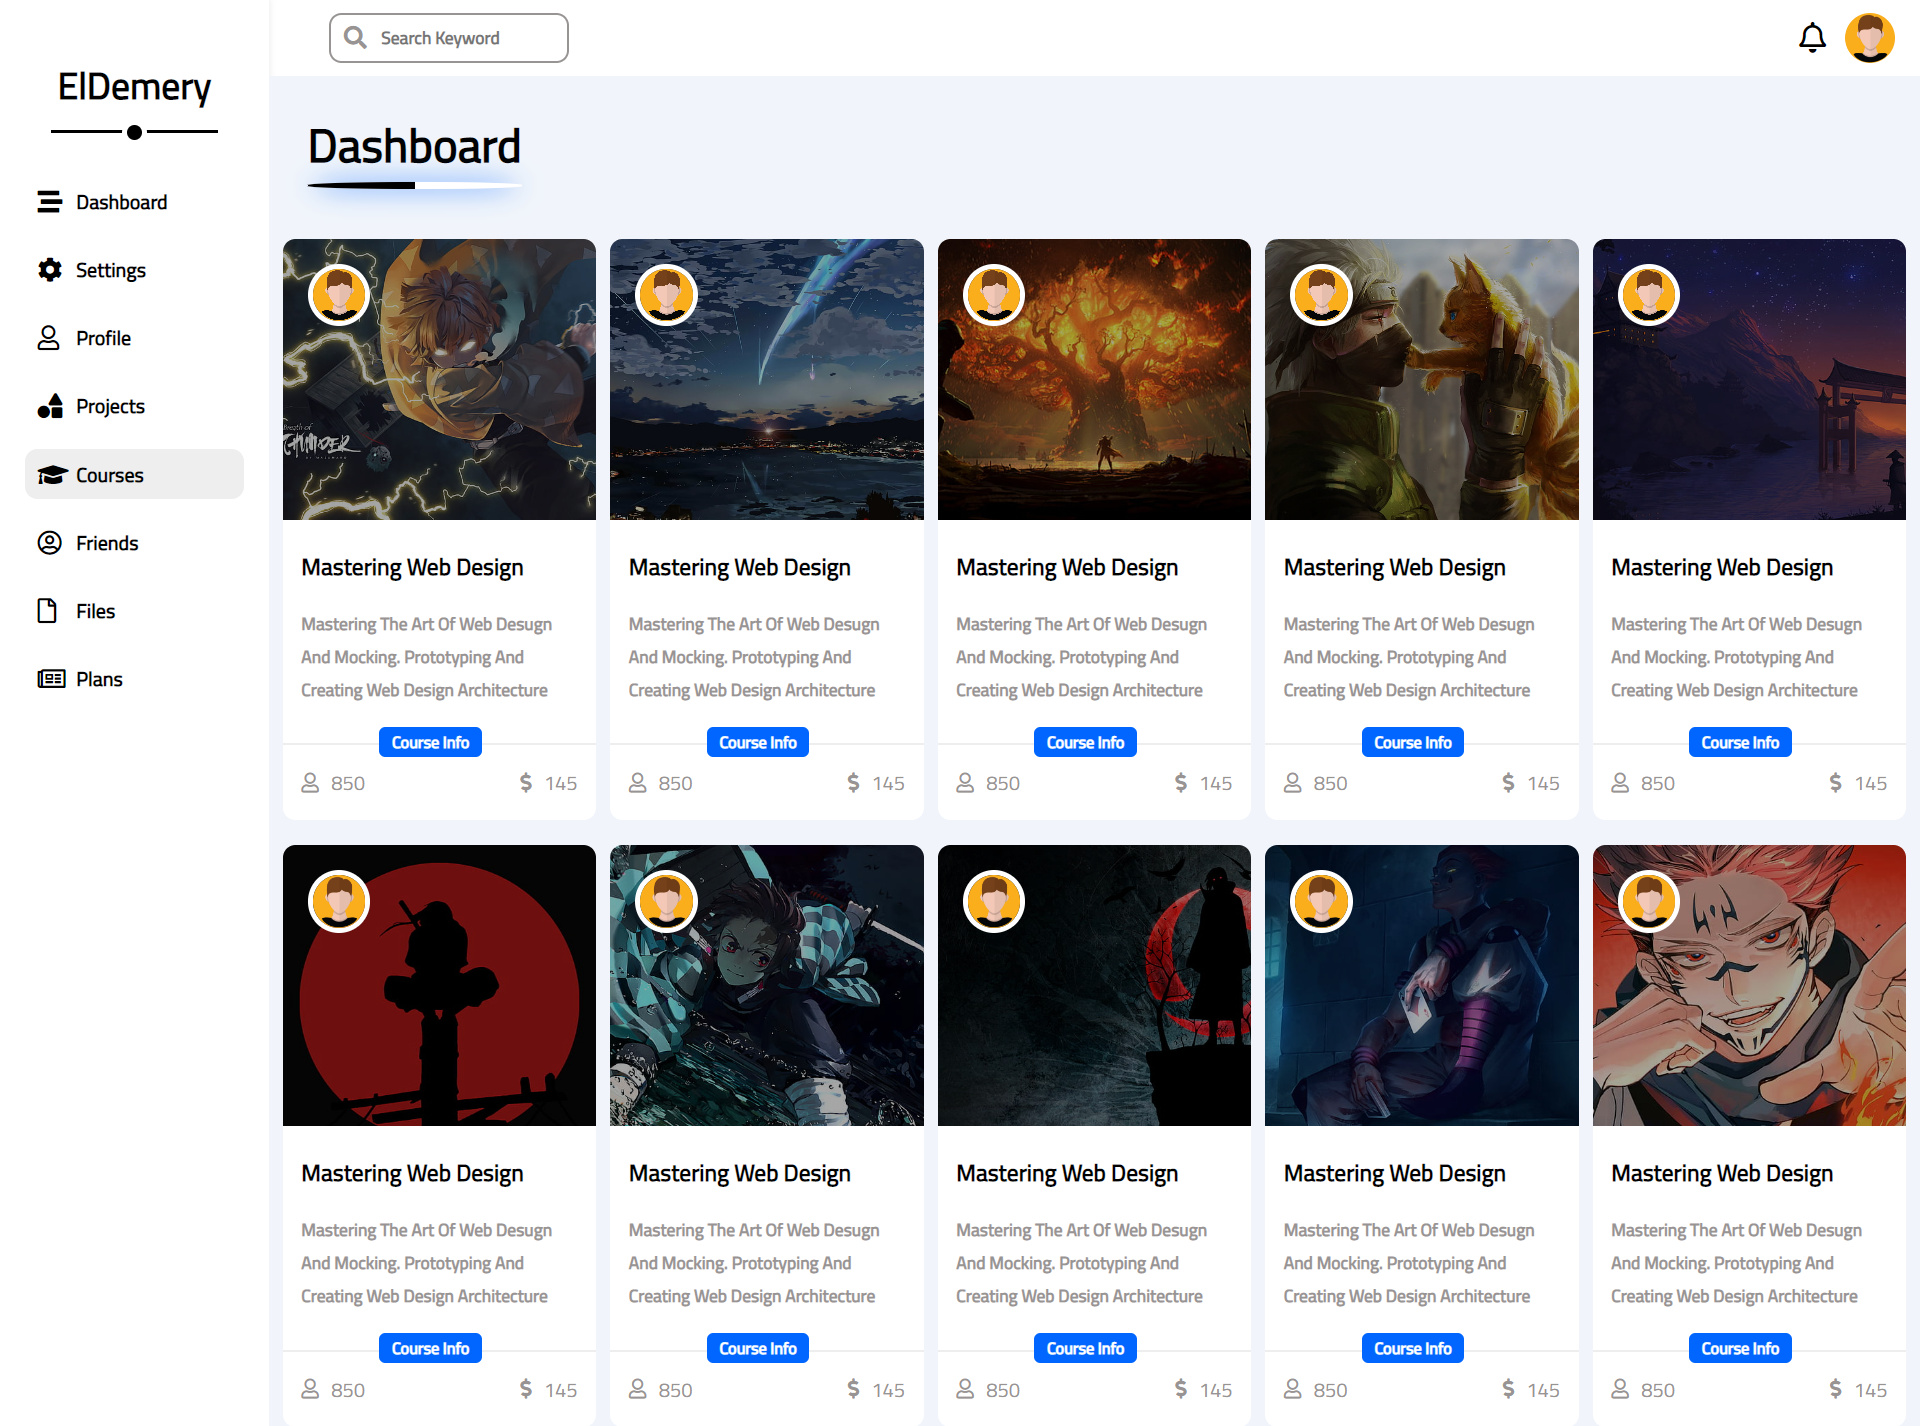 Search Keyword
ElDemery
Dashboard
Settings
Profile
Projects
Courses
Friends
Files
Plans
Dashboard
Breath of
THUNDER
Mastering Web Design
Mastering The Art Of Web Desugn
And Mocking. Prototyping And
Creating Web Design Architecture
Course Info
850 $ 145
Mastering Web Design
Mastering The Art Of Web Desugn
And Mocking. Prototyping And
Creating Web Design Architecture
Course Info
850 $ 145
Mastering Web Design
Mastering The Art Of Web Desugn
And Mocking. Prototyping And
Creating Web Design Architecture
Course Info
850 $ 145
Mastering Web Design
Mastering The Art Of Web Desugn
And Mocking. Prototyping And
Creating Web Design Architecture
Course Info
850 $ 145
Mastering Web Design
Mastering The Art Of Web Desugn
And Mocking. Prototyping And
Creating Web Design Architecture
Course Info
850 $ 145
Mastering Web Design
Mastering The Art Of Web Desugn
And Mocking. Prototyping And
Creating Web Design Architecture
Course Info
850 $ 145
Mastering Web Design
Mastering The Art Of Web Desugn
And Mocking. Prototyping And
Creating Web Design Architecture
Course Info
850 $ 145
Mastering Web Design
Mastering The Art Of Web Desugn
And Mocking. Prototyping And
Creating Web Design Architecture
Course Info
850 $ 145
Mastering Web Design
Mastering The Art Of Web Desugn
And Mocking. Prototyping And
Creating Web Design Architecture
Course Info
850 $ 145
Mastering Web Design
Mastering The Art Of Web Desugn
And Mocking. Prototyping And
Creating Web Design Architecture
Course Info
850 $ 145